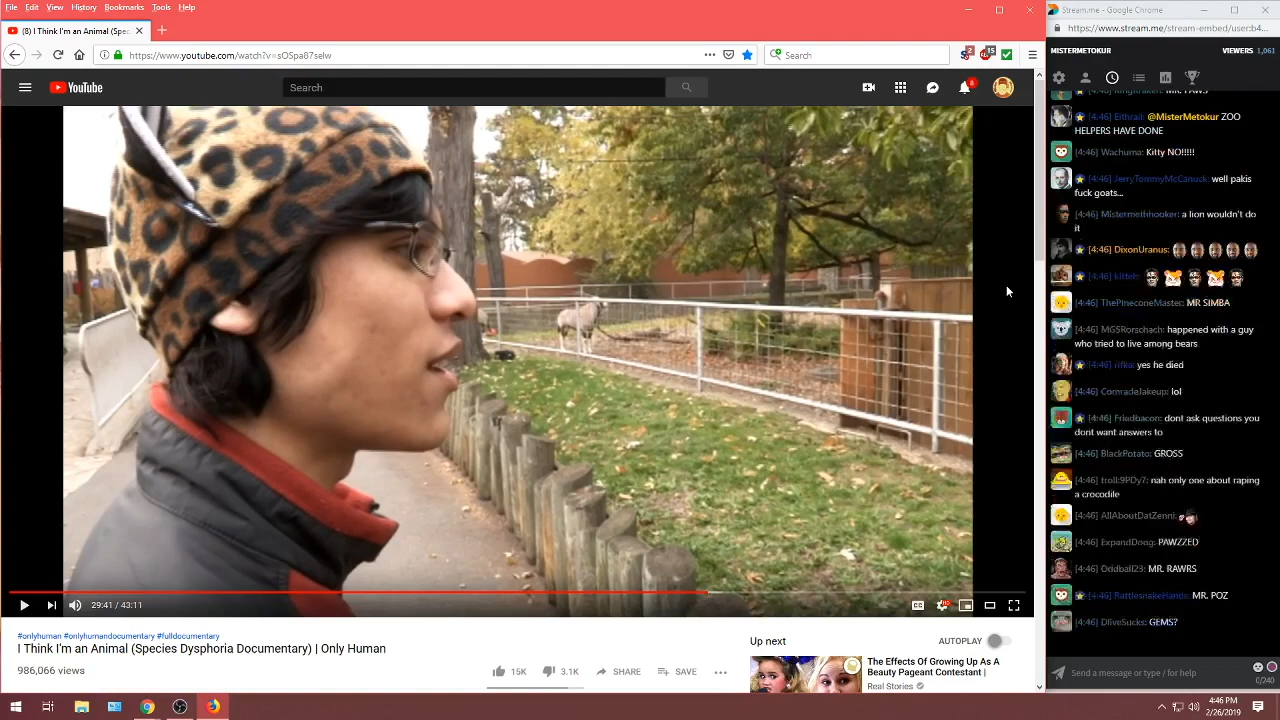 File Edit View History Bookmarks Tools Help
(8) I Think I'm an Animal (Spec
https://www.youtube.com/watch?v=sOSpa87selw
Search
YouTube
Search
8
29:41 / 43:11
CC
HD
#onlyhuman #onlyhumandocumentary #fulldocumentary
I Think I'm an Animal (Species Dysphoria Documentary) | Only Human
986,066 views
15K
3.1K
SHARE
SAVE
Up next
AUTOPLAY
The Effects Of Growing Up As A
Beauty Pageant Contestant |
Real Stories
Stream.me - Google Chrome
https://www.stream.me/stream-embed/userb4...
MISTERMETOKUR
VIEWERS 1,061
[4:46] Eithrail: @MisterMetokur ZOO
HELPERS HAVE DONE
[4:46] Wachuma: Kitty NO!!!!!
[4:46] JerryTommyMcCanuck: well pakis
fuck goats...
[4:46] Mistermethhooker: a lion wouldn't do
it
[4:46] DixonUranus:
[4:46]
[4:46] ThePineconeMaster: MR SIMBA
[4:46] MGSRorschach: happened with a guy
who tried to live among bears
[4:46] rifka: yes he died
[4:46] ComradeJakeup: lol
[4:46] Friedbacon: dont ask questions you
dont want answers to
[4:46] BlackPotato: GROSS
[4:46] troll:9PDy7: nah only one about raping
a crocodile
[4:46] AllAboutDatZenni:
[4:46] ExpandDong: PAWZZED
[4:46] Oddball23: MR. RAWRS
[4:46] RattlesnakeHands: MR. POZ
[4:46] DliveSucks: GEMS?
Send a message or type / for help
0/240
4:46 PM
2/26/2019